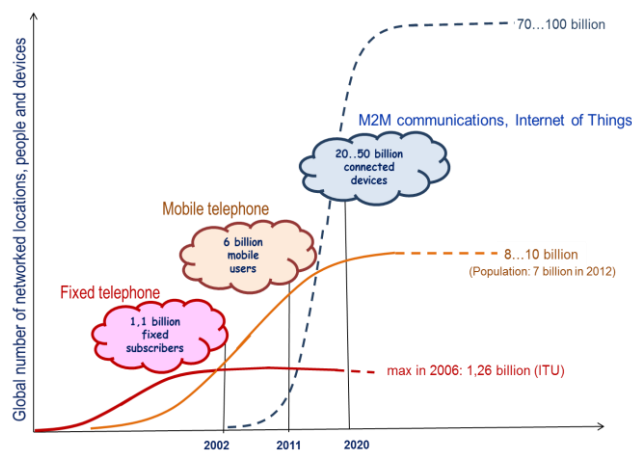 Global number of networked locations, people and devices
70...100 billion
M2M communications, Internet of Things
20..50 billion
connected
devices
Mobile telephone
6 billion
mobile
users
8...10 billion
(Population: 7 billion in 2012)
Fixed telephone
1,1 billion
fixed
subscribers
max in 2006: 1,26 billion (ITU)
2002
2011
2020